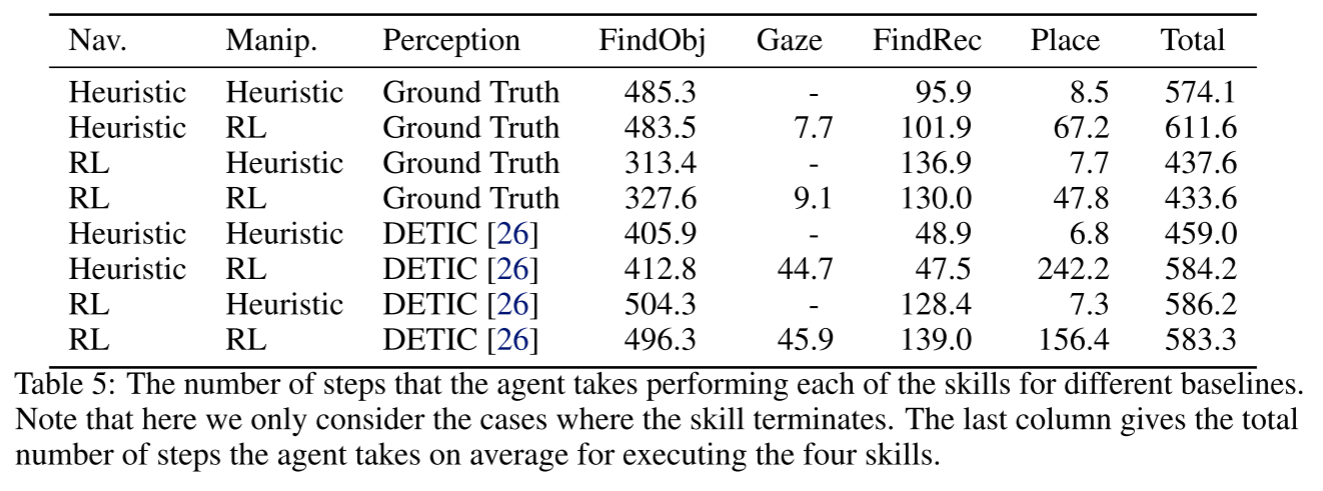 Nav. Manip. Perception FindObj Gaze FindRec Place Total
Heuristic Heuristic Ground Truth 485.3 - 95.9 8.5 574.1
Heuristic RL Ground Truth 483.5 7.7 101.9 67.2 611.6
RL Heuristic Ground Truth 313.4 - 136.9 7.7 437.6
RL RL Ground Truth 327.6 9.1 130.0 47.8 433.6
Heuristic Heuristic DETIC [26] 405.9 - 48.9 6.8 459.0
Heuristic RL DETIC [26] 412.8 44.7 47.5 242.2 584.2
RL Heuristic DETIC [26] 504.3 - 128.4 7.3 586.2
RL RL DETIC [26] 496.3 45.9 139.0 156.4 583.3
Table 5: The number of steps that the agent takes performing each of the skills for different baselines.
Note that here we only consider the cases where the skill terminates. The last column gives the total
number of steps the agent takes on average for executing the four skills.